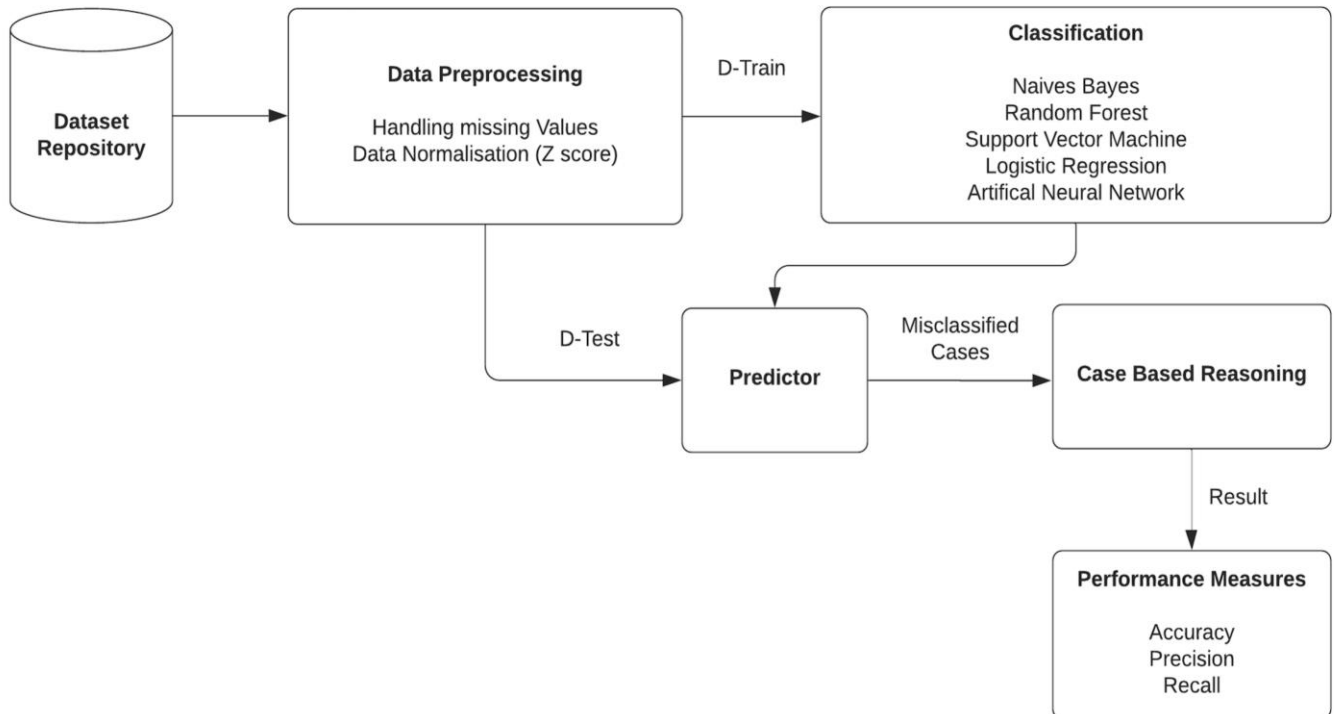 Dataset
Repository
Data Preprocessing
Handling missing Values
Data Normalisation (Z score)
D-Train
Classification
Naives Bayes
Random Forest
Support Vector Machine
Logistic Regression
Artifical Neural Network
D-Test
Predictor
Misclassified
Cases
Case Based Reasoning
Result
Performance Measures
Accuracy
Precision
Recall